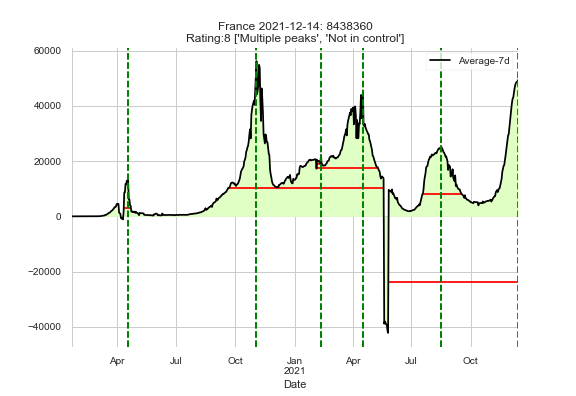 France 2021-12-14: 8438360
Rating:8 ['Multiple peaks', 'Not in control']
Average-7d
60000
40000
20000
0
−20000
−40000
Apr Jul Oct Jan Apr Jul Oct
2021
Date